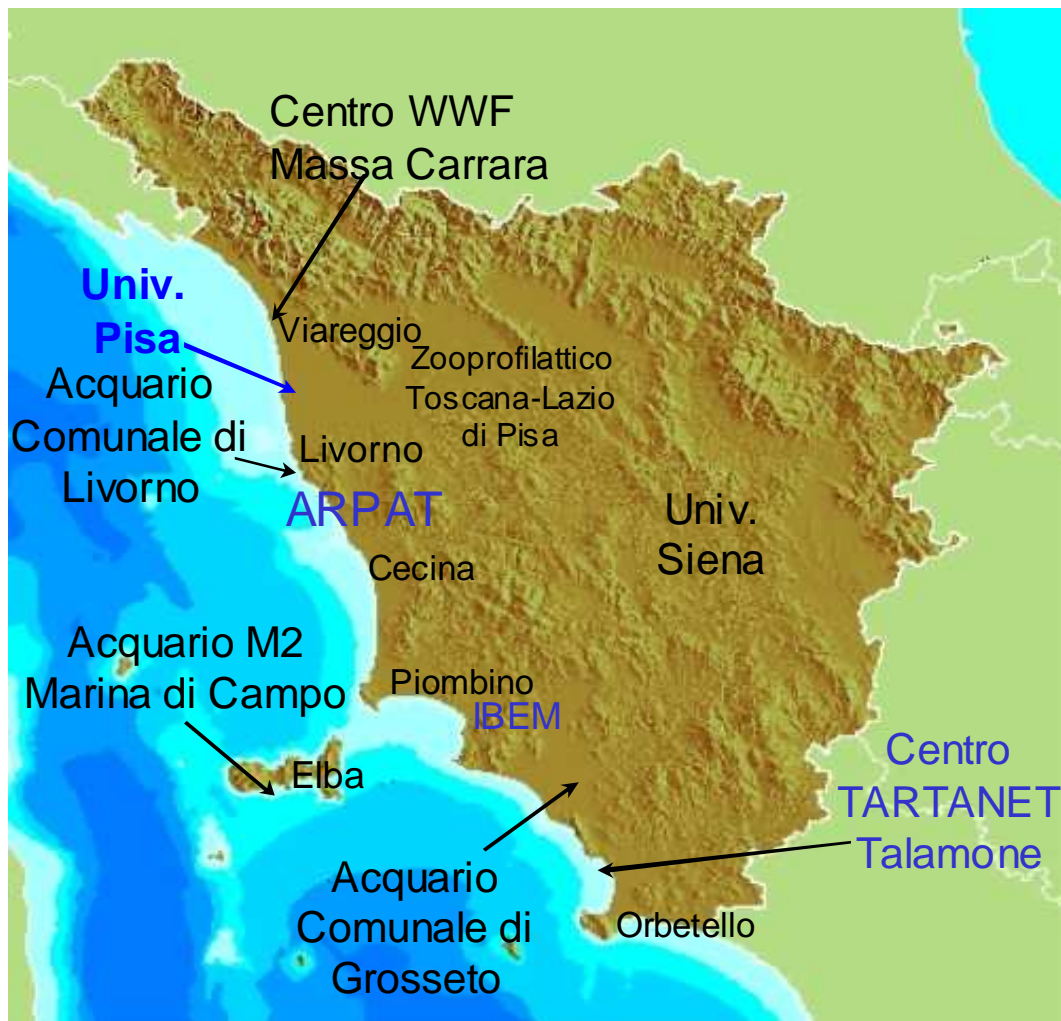 Centro WWF
Massa Carrara
Univ.
Pisa
Viareggio
Zooprofilattico
Toscana-Lazio
di Pisa
Acquario
Comunale di
Livorno
Livorno
ARPAT
Univ.
Siena
Cecina
Acquario M2
Marina di Campo
Piombino
IBEM
Elba
Centro
TARTANET
Talamone
Acquario
Comunale di
Grosseto
Orbetello